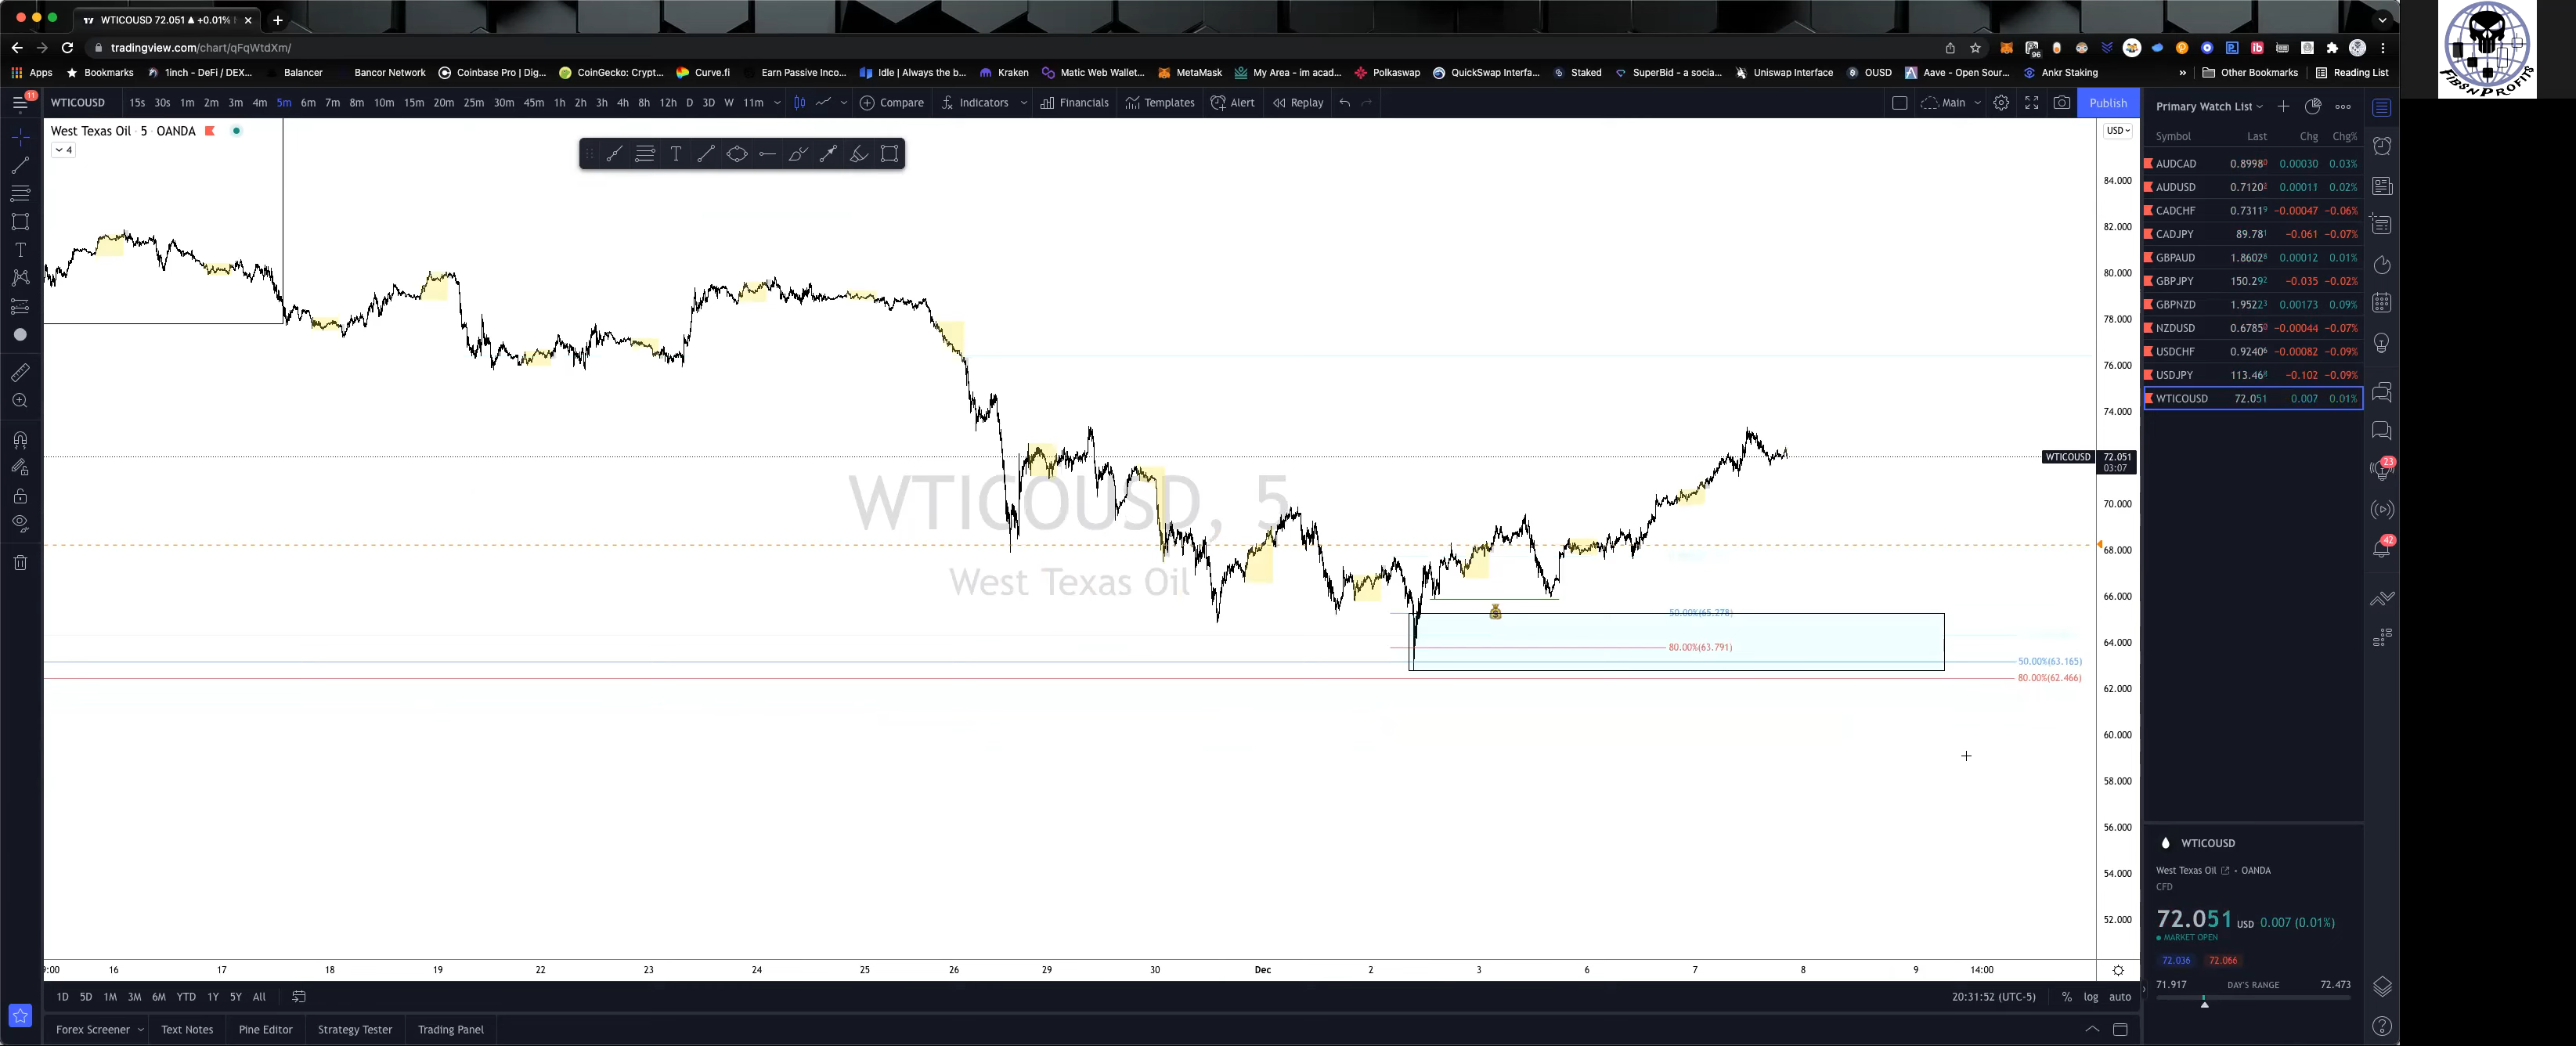 WTICOUSD 72.051 ▲ +0.01%
tradingview.com/chart/qFqWtdXm/
Apps Bookmarks 1inch - DeFi / DEX... Balancer Bancor Network Coinbase Pro | Dig... CoinGecko: Crypt... Curve.fi Earn Passive Inco... Idle | Always the b... Kraken Matic Web Wallet... MetaMask My Area - im acad... Polkaswap QuickSwap Interfa... Staked SuperBid - a socia... Uniswap Interface OUSD Aave - Open Sour... Ankr Staking » Other Bookmarks Reading List
11 WTICOUSD 15s 30s 1m 2m 3m 4m 5m 6m 7m 8m 10m 15m 20m 25m 30m 45m 1h 2h 3h 4h 8h 12h D 3D W 11m Compare Indicators Financials Templates Alert Replay Main Publish
West Texas Oil · 5 · OANDA
4
USD
84.000
82.000
80.000
78.000
76.000
74.000
WTICOUSD 72.051
03:07
70.000
68.000
66.000
64.000
62.000
60.000
58.000
56.000
54.000
52.000
WTICOUSD, 5
West Texas Oil
50.00%(65.278)
80.00%(63.791)
50.00%(63.165)
80.00%(62.466)
9:00 16 17 18 19 22 23 24 25 26 29 30 Dec 2 3 6 7 8 9 14:00
1D 5D 1M 3M 6M YTD 1Y 5Y All
20:31:52 (UTC-5) % log auto
Forex Screener Text Notes Pine Editor Strategy Tester Trading Panel
Primary Watch List
Symbol Last Chg Chg%
AUDCAD 0.89980 0.00030 0.03%
AUDUSD 0.71202 0.00011 0.02%
CADCHF 0.73119 −0.00047 −0.06%
CADJPY 89.781 −0.061 −0.07%
GBPAUD 1.86028 0.00012 0.01%
GBPJPY 150.292 −0.035 −0.02%
GBPNZD 1.95223 0.00173 0.09%
NZDUSD 0.67850 −0.00044 −0.07%
USDCHF 0.92406 −0.00082 −0.09%
USDJPY 113.468 −0.102 −0.09%
WTICOUSD 72.051 0.007 0.01%
23
42
WTICOUSD
West Texas Oil • OANDA
CFD
72.051 USD 0.007 (0.01%)
MARKET OPEN
72.036 72.066
71.917 DAY'S RANGE 72.473
FIBSNPROFITS